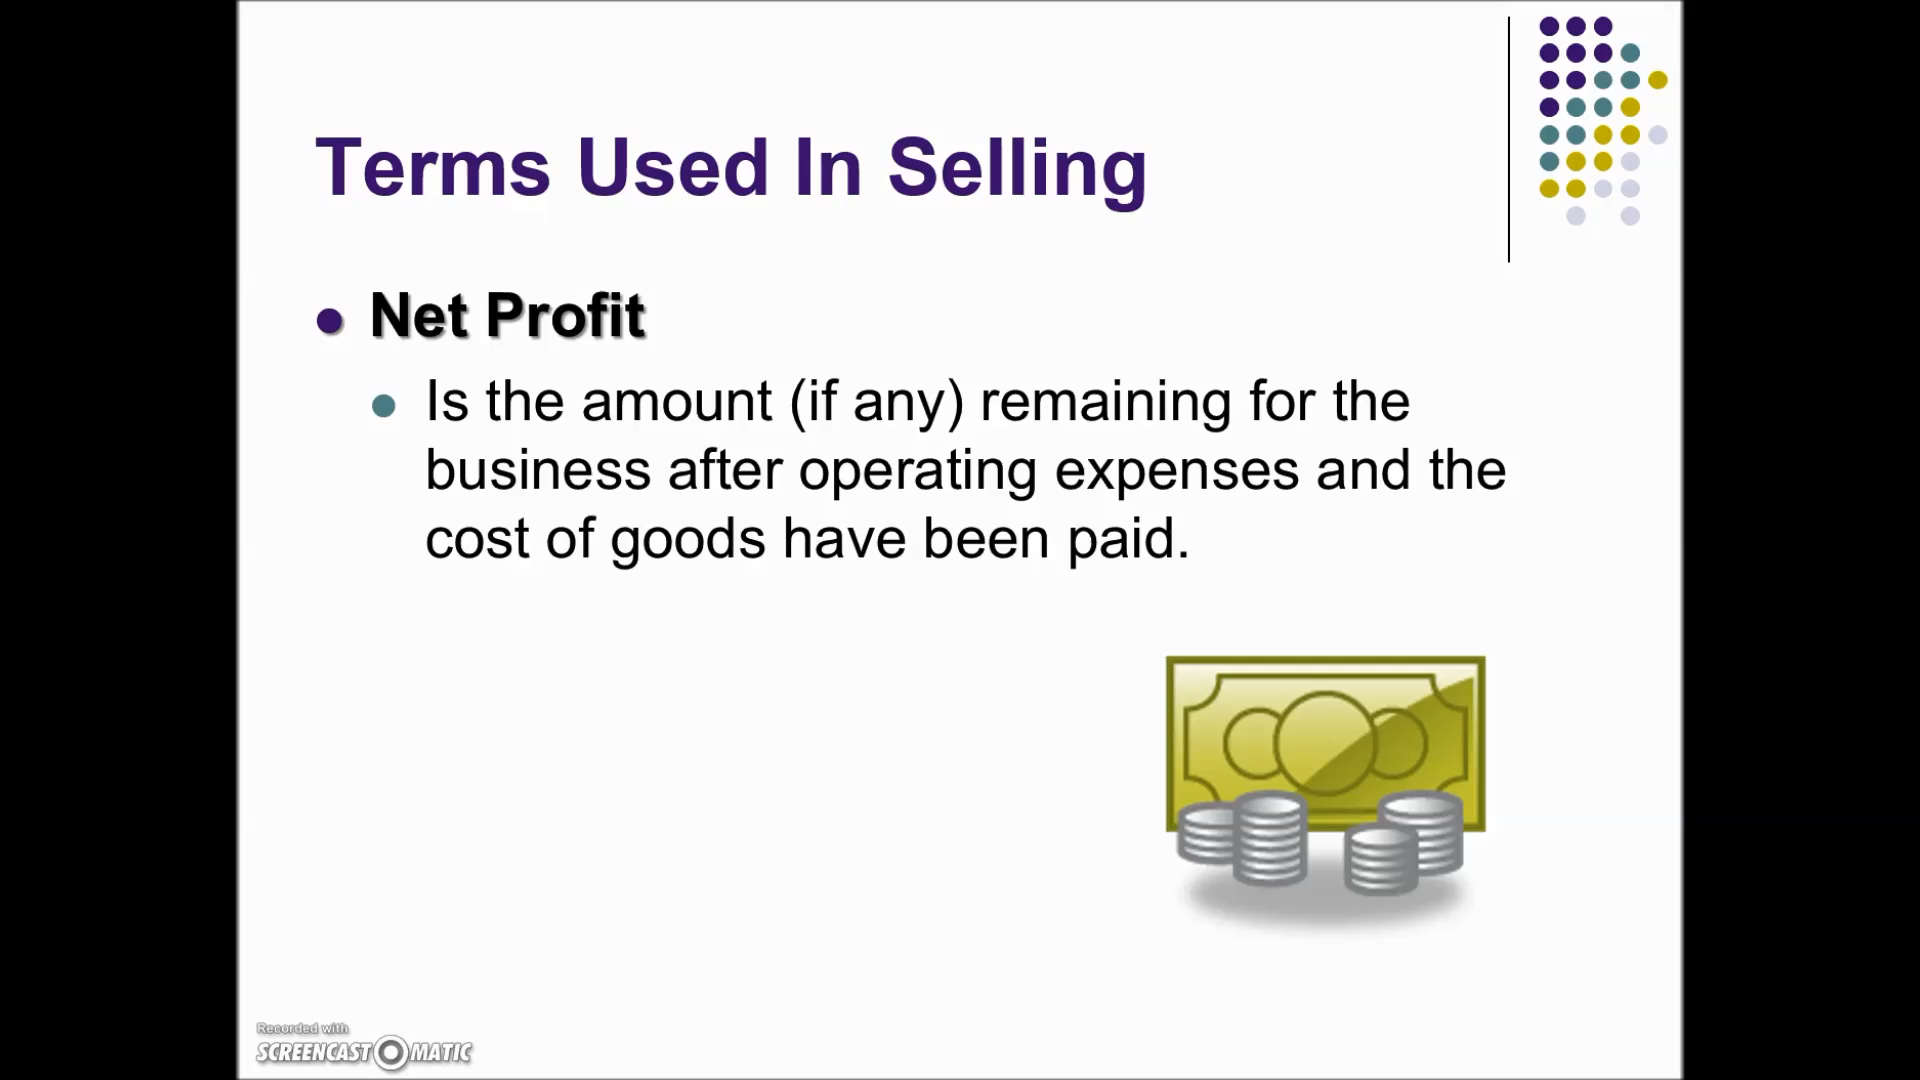 Terms Used In Selling
Net Profit
Is the amount (if any) remaining for the
business after operating expenses and the
cost of goods have been paid.
Recorded with
SCREENCAST MATIC